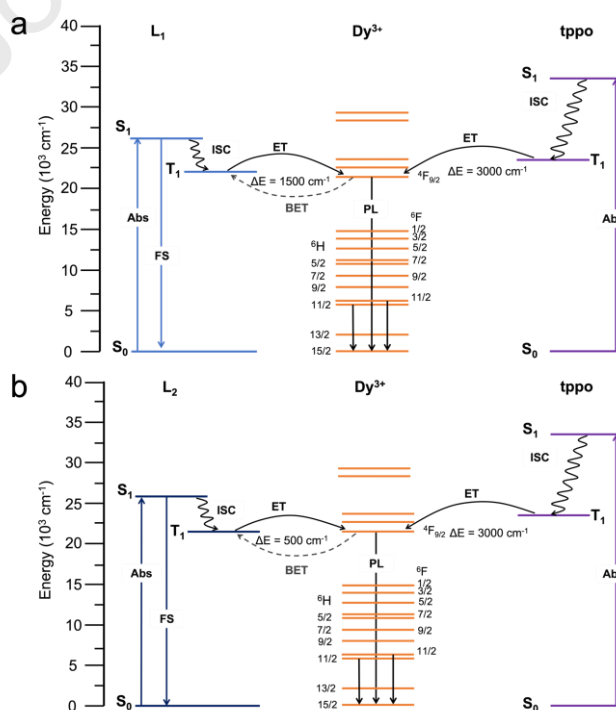 a
L₁ Dy³⁺ tppo
Energy (10³ cm⁻¹)
40
35
30
25
20
15
10
5
0
S₁
ISC
T₁
ET
ΔE = 1500 cm⁻¹
BET
Abs
FS
S₀
⁴F9/2
PL
⁶H
5/2
7/2
9/2
11/2
13/2
15/2
⁶F
1/2
3/2
5/2
7/2
9/2
11/2
ET
ΔE = 3000 cm⁻¹
S₁
ISC
T₁
Ab
S₀
b
L₂ Dy³⁺ tppo
Energy (10³ cm⁻¹)
40
35
30
25
20
15
10
5
0
S₁
ISC
T₁
ET
ΔE = 500 cm⁻¹
BET
Abs
FS
S₀
⁴F9/2
PL
⁶H
5/2
7/2
9/2
11/2
13/2
15/2
⁶F
1/2
3/2
5/2
7/2
9/2
11/2
ET
ΔE = 3000 cm⁻¹
S₁
ISC
T₁
Ab
S₀